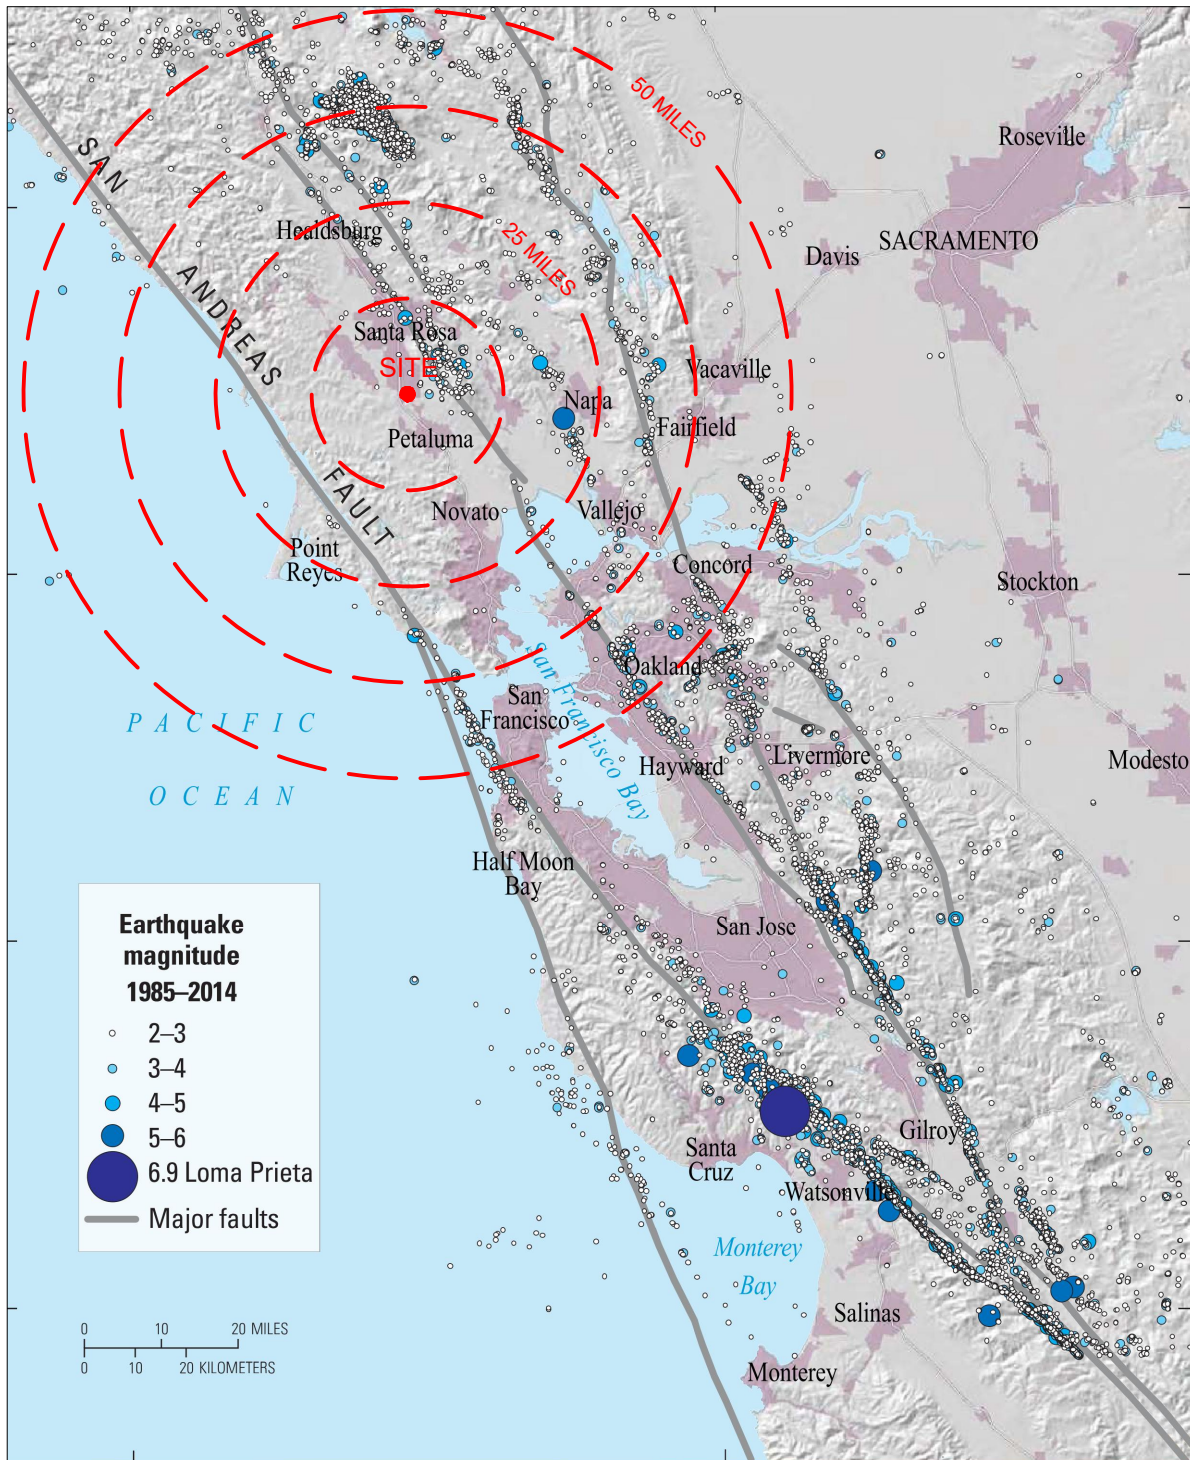 50 MILES
Roseville
SAN
Healdsburg
25 MILES
SACRAMENTO
Davis
ANDREAS
Santa Rosa
SITE
Vacaville
Napa
Petaluma
Fairfield
FAULT
Novato
Vallejo
Point
Reyes
Concord
Stockton
San Francisco Bay
Oakland
San
Francisco
PACIFIC
OCEAN
Hayward
Livermore
Modesto
Half Moon
Bay
San Jose
Earthquake
magnitude
1985–2014
2–3
3–4
4–5
5–6
6.9 Loma Prieta
Major faults
Gilroy
Santa
Cruz
Watsonville
Monterey
Bay
Salinas
Monterey
0 10 20 MILES
0 10 20 KILOMETERS